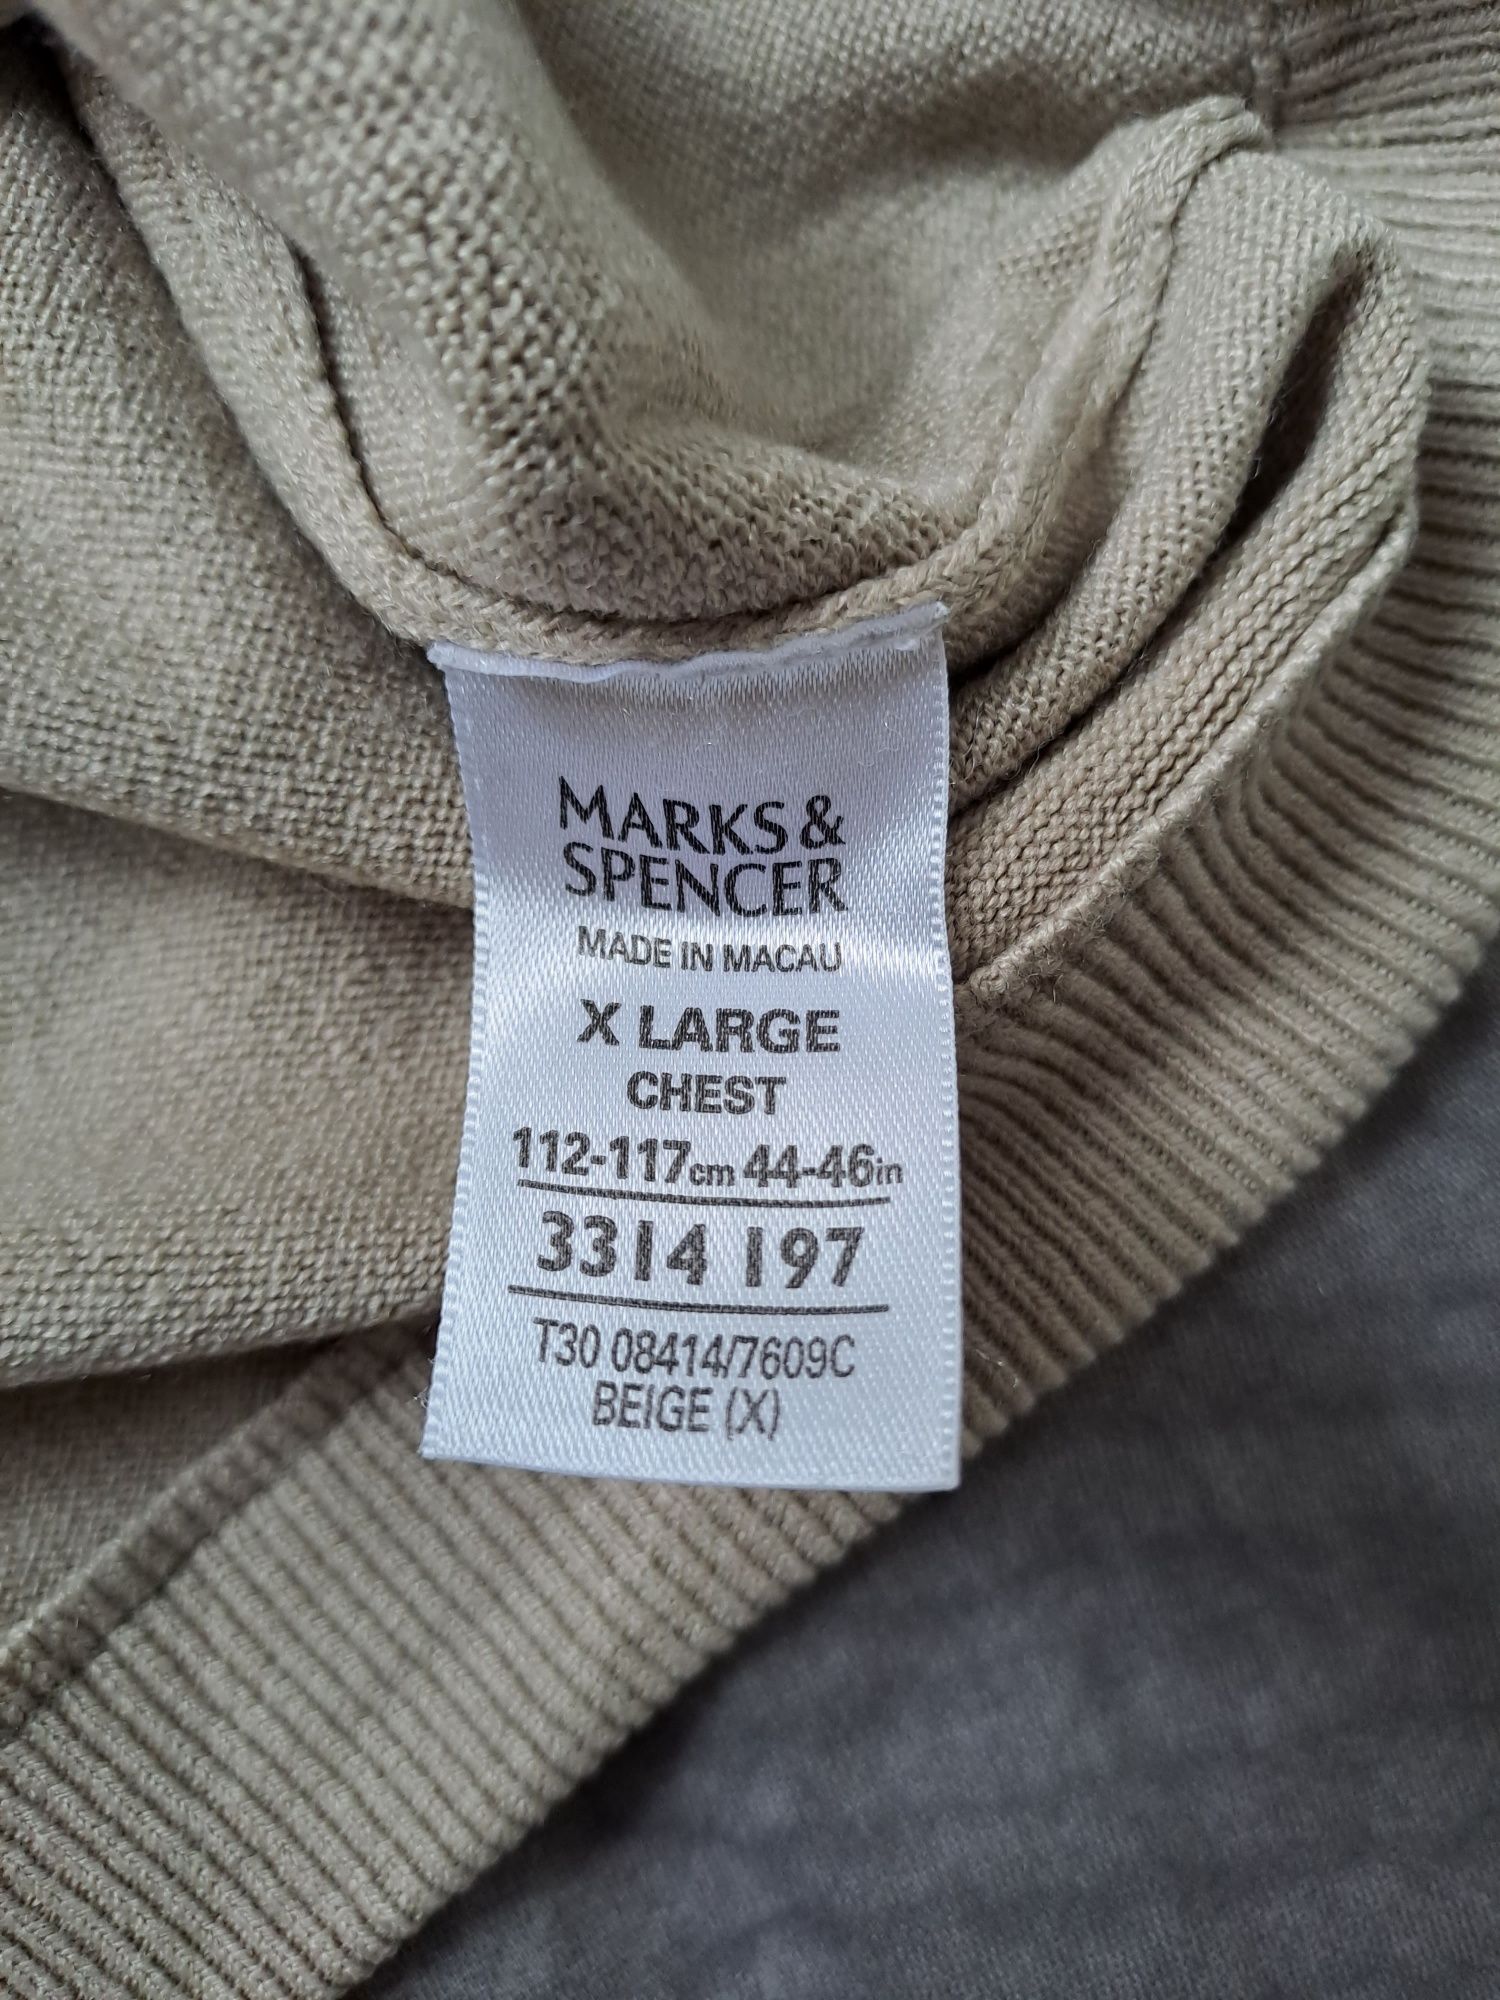 MARKS &
SPENCER
MADE IN MACAU
X LARGE
CHEST
112-117cm 44-46in
3314 197
T30 08414/7609C
BEIGE (X)